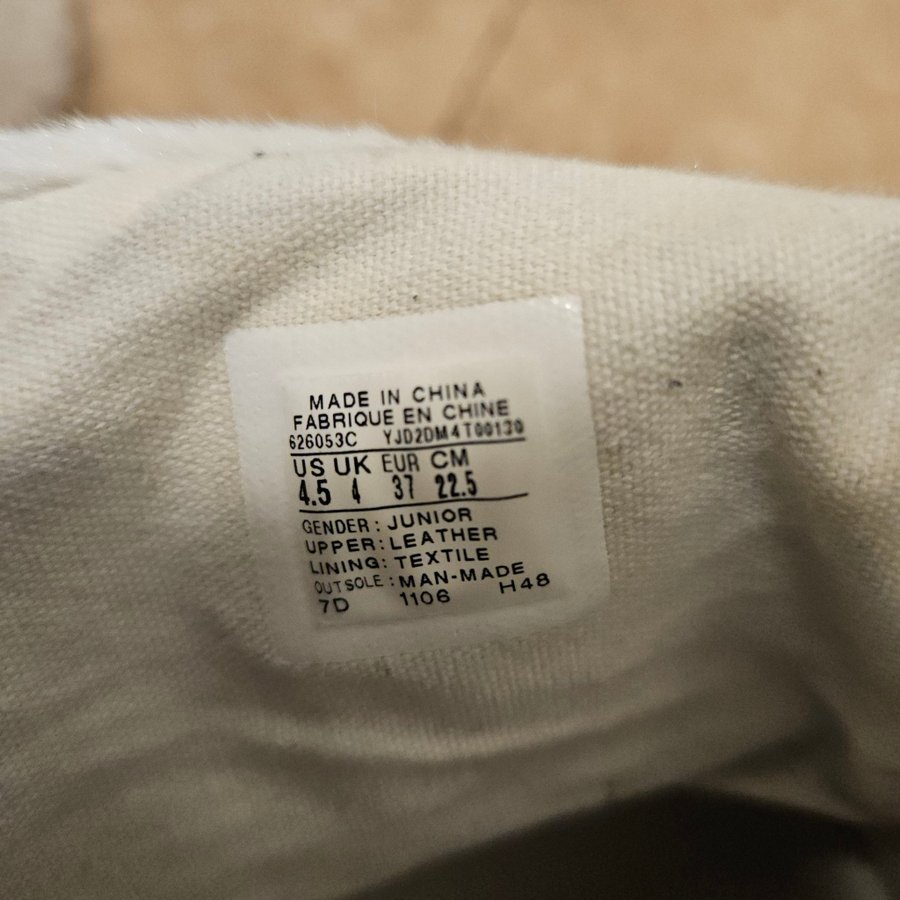 MADE IN CHINA
FABRIQUE EN CHINE
626053C YJD2DM4T00130
US UK EUR CM
4.5 4 37 22.5
GENDER: JUNIOR
UPPER: LEATHER
LINING: TEXTILE
OUTSOLE: MAN-MADE
7D 1106 H48